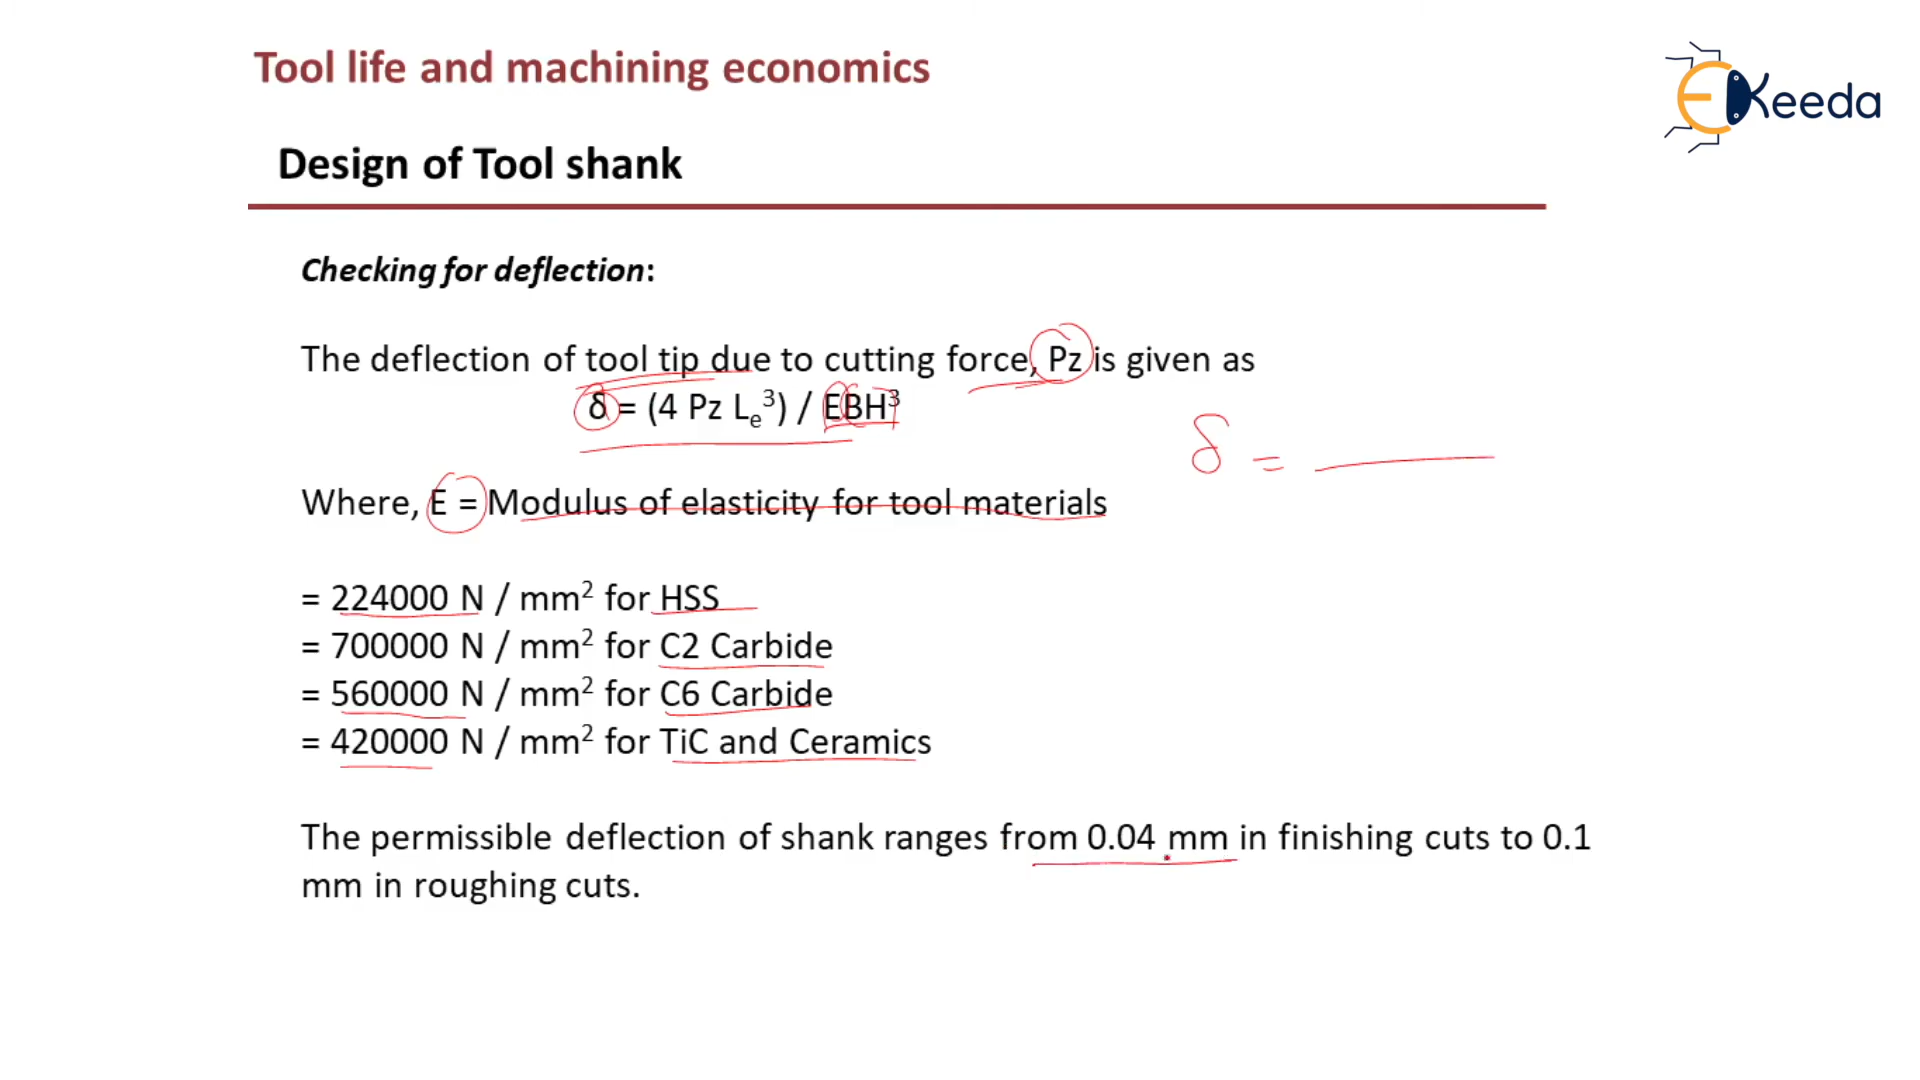 Tool life and machining economics
EKeeda
Design of Tool shank
Checking for deflection:
The deflection of tool tip due to cutting force, Pz is given as
δ = (4 Pz Lₑ³) / EBH³
δ = 
Where, E = Modulus of elasticity for tool materials
= 224000 N / mm² for HSS
= 700000 N / mm² for C2 Carbide
= 560000 N / mm² for C6 Carbide
= 420000 N / mm² for TiC and Ceramics
The permissible deflection of shank ranges from 0.04 mm in finishing cuts to 0.1
mm in roughing cuts.